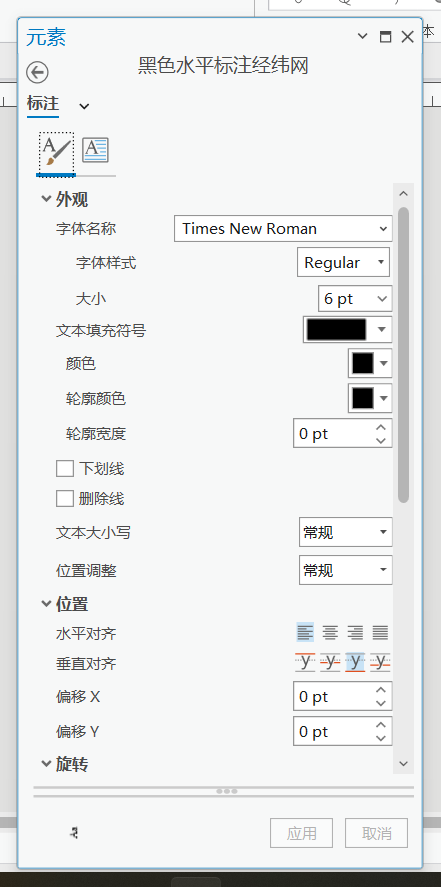 本
元素
黑色水平标注经纬网
标注
A
A
外观
字体名称 Times New Roman
字体样式 Regular
大小 6 pt
文本填充符号
颜色
轮廓颜色
轮廓宽度 0 pt
下划线
删除线
文本大小写 常规
位置调整 常规
位置
水平对齐
垂直对齐 y y y y
偏移 X 0 pt
偏移 Y 0 pt
旋转
应用 取消